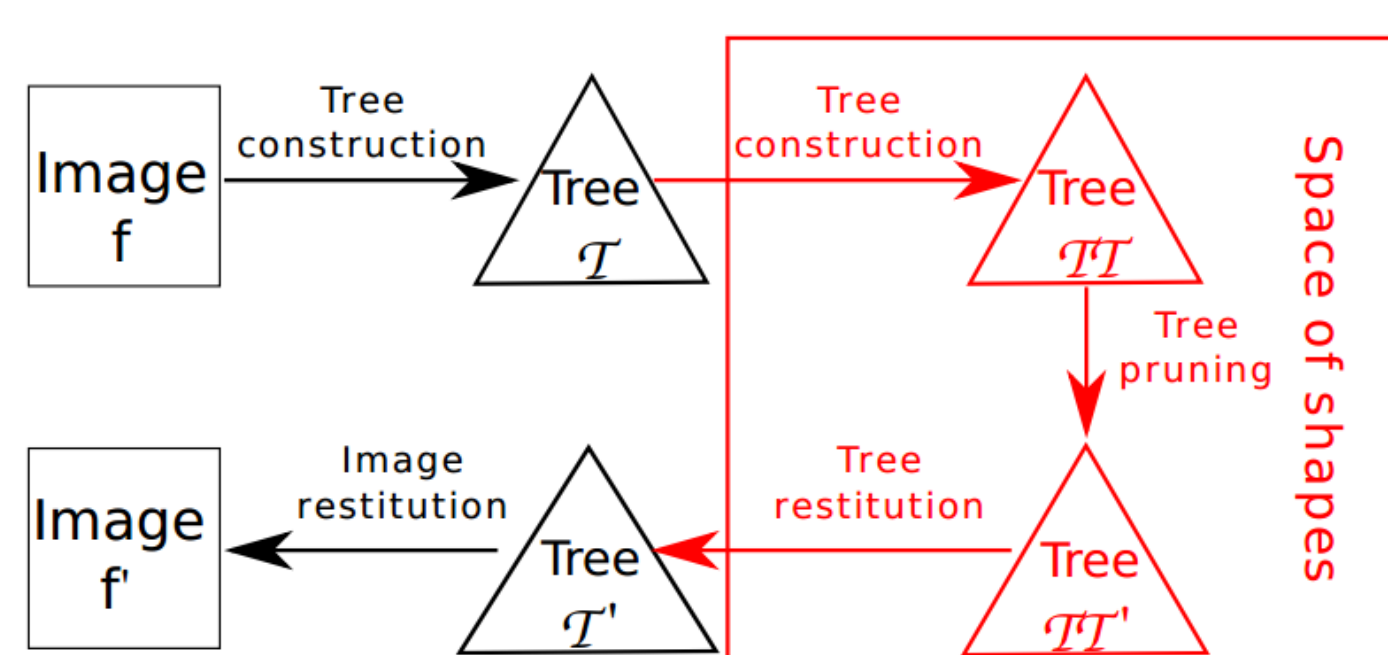 Tree
construction
Image
f
Tree
𝒯
Tree
construction
Tree
𝒯𝒯
Tree
pruning
Space of shapes
Image
restitution
Image
f'
Tree
𝒯'
Tree
restitution
Tree
𝒯𝒯'